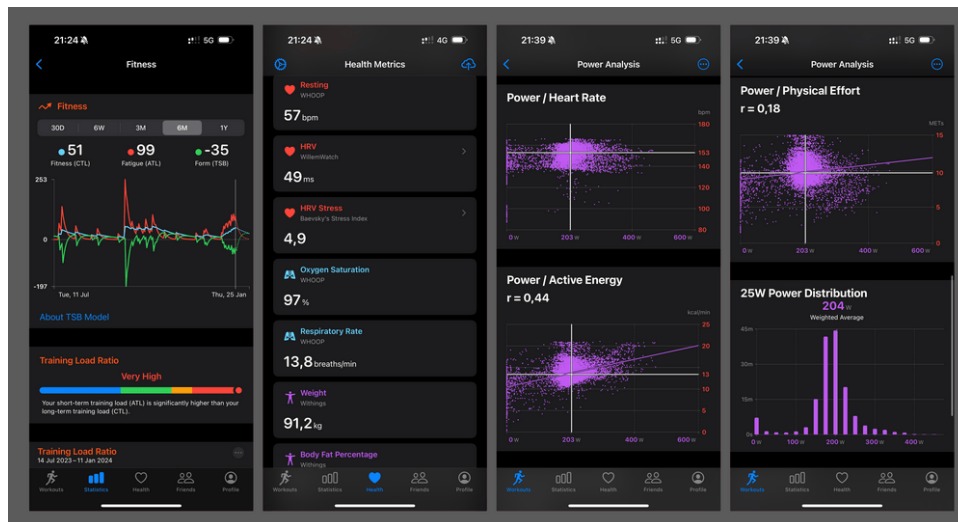 21:24
5G
Fitness
Fitness
30D 6W 3M 6M 1Y
51 99 -35
Fitness (CTL) Fatigue (ATL) Form (TSB)
253
0
-197
Tue, 11 Jul Thu, 25 Jan
About TSB Model
Training Load Ratio
Very High
Your short-term training load (ATL) is significantly higher than your
long-term training load (CTL).
Training Load Ratio
14 Jul 2023 – 11 Jan 2024
Workouts Statistics Health Friends Profile
21:24
4G
Health Metrics
Resting
WHOOP
57 bpm
HRV
WillemWatch
49 ms
HRV Stress
Baevsky's Stress Index
4,9
Oxygen Saturation
WHOOP
97 %
Respiratory Rate
WHOOP
13,8 breaths/min
Weight
Withings
91,2 kg
Body Fat Percentage
Withings
Workouts Statistics Health Friends Profile
21:39
5G
Power Analysis
Power / Heart Rate
bpm
180
153
140
120
100
80
0 w 203 w 400 w 600 w
Power / Active Energy
r = 0,44
kcal/min
25
20
13
10
5
0
0 w 203 w 400 w 600 w
Workouts Statistics Health Friends Profile
21:39
5G
Power Analysis
Power / Physical Effort
r = 0,18
METs
15
10
5
0
0 w 203 w 400 w 600 w
25W Power Distribution
204 w
Weighted Average
45m
30m
15m
0s
0 w 100 w 200 w 300 w 400 w
Workouts Statistics Health Friends Profile